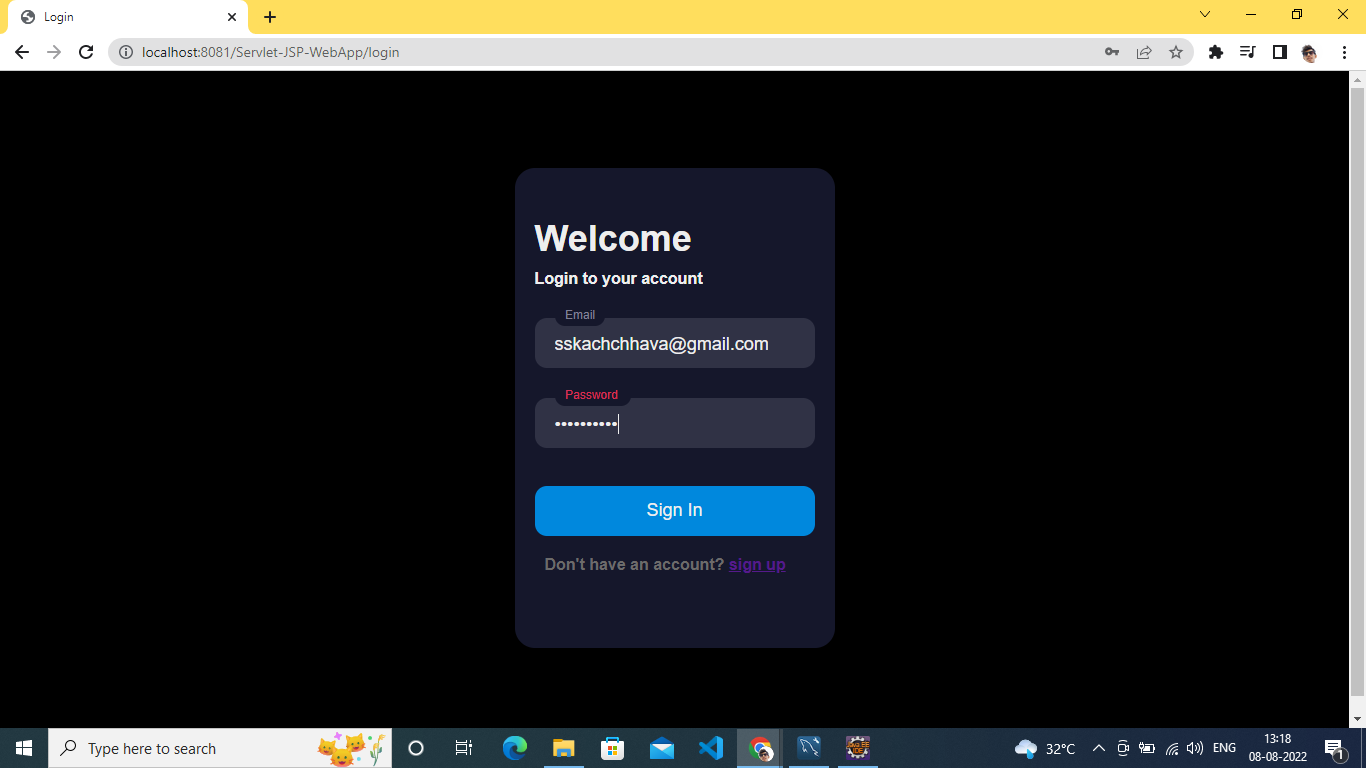 Login
localhost:8081/Servlet-JSP-WebApp/login
Welcome
Login to your account
Email
sskachchhava@gmail.com
Password
••••••••••
Sign In
Don't have an account? sign up
Type here to search
32°C
ENG
13:18
08-08-2022
1